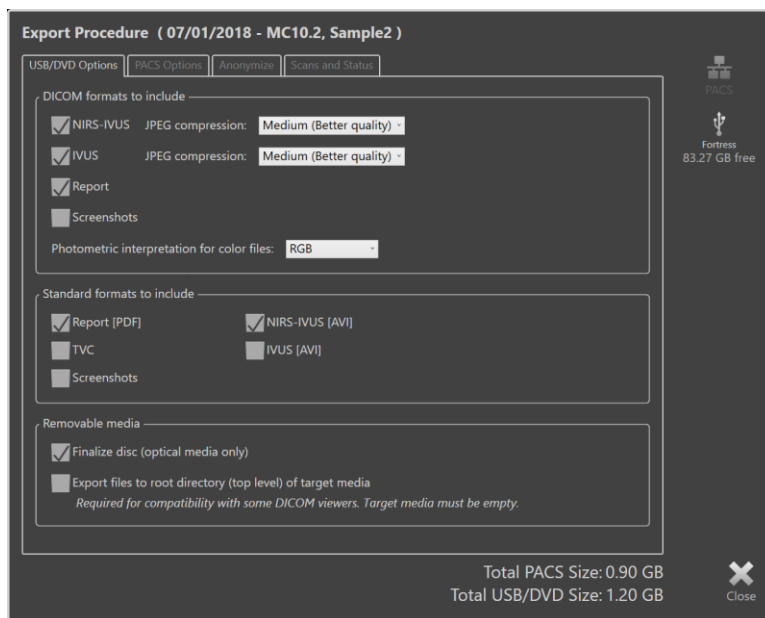 Export Procedure ( 07/01/2018 - MC10.2, Sample2 )
USB/DVD Options PACS Options Anonymize Scans and Status
PACS
Fortress
83.27 GB free
DICOM formats to include
NIRS-IVUS JPEG compression: Medium (Better quality)
IVUS JPEG compression: Medium (Better quality)
Report
Screenshots
Photometric interpretation for color files: RGB
Standard formats to include
Report [PDF] NIRS-IVUS [AVI]
TVC IVUS [AVI]
Screenshots
Removable media
Finalize disc (optical media only)
Export files to root directory (top level) of target media
Required for compatibility with some DICOM viewers. Target media must be empty.
Total PACS Size: 0.90 GB
Total USB/DVD Size: 1.20 GB
Close